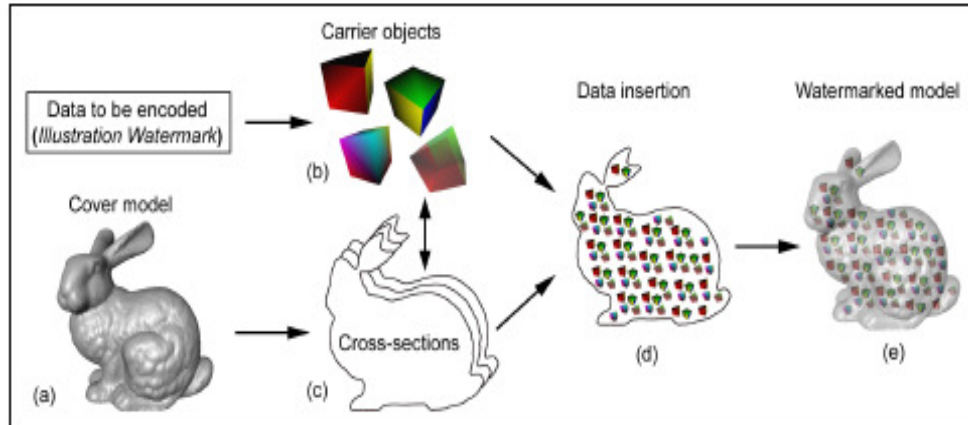 Carrier objects
Data to be encoded
(Illustration Watermark)
(b)
Data insertion
Watermarked model
Cover model
Cross-sections
(a)
(c)
(d)
(e)